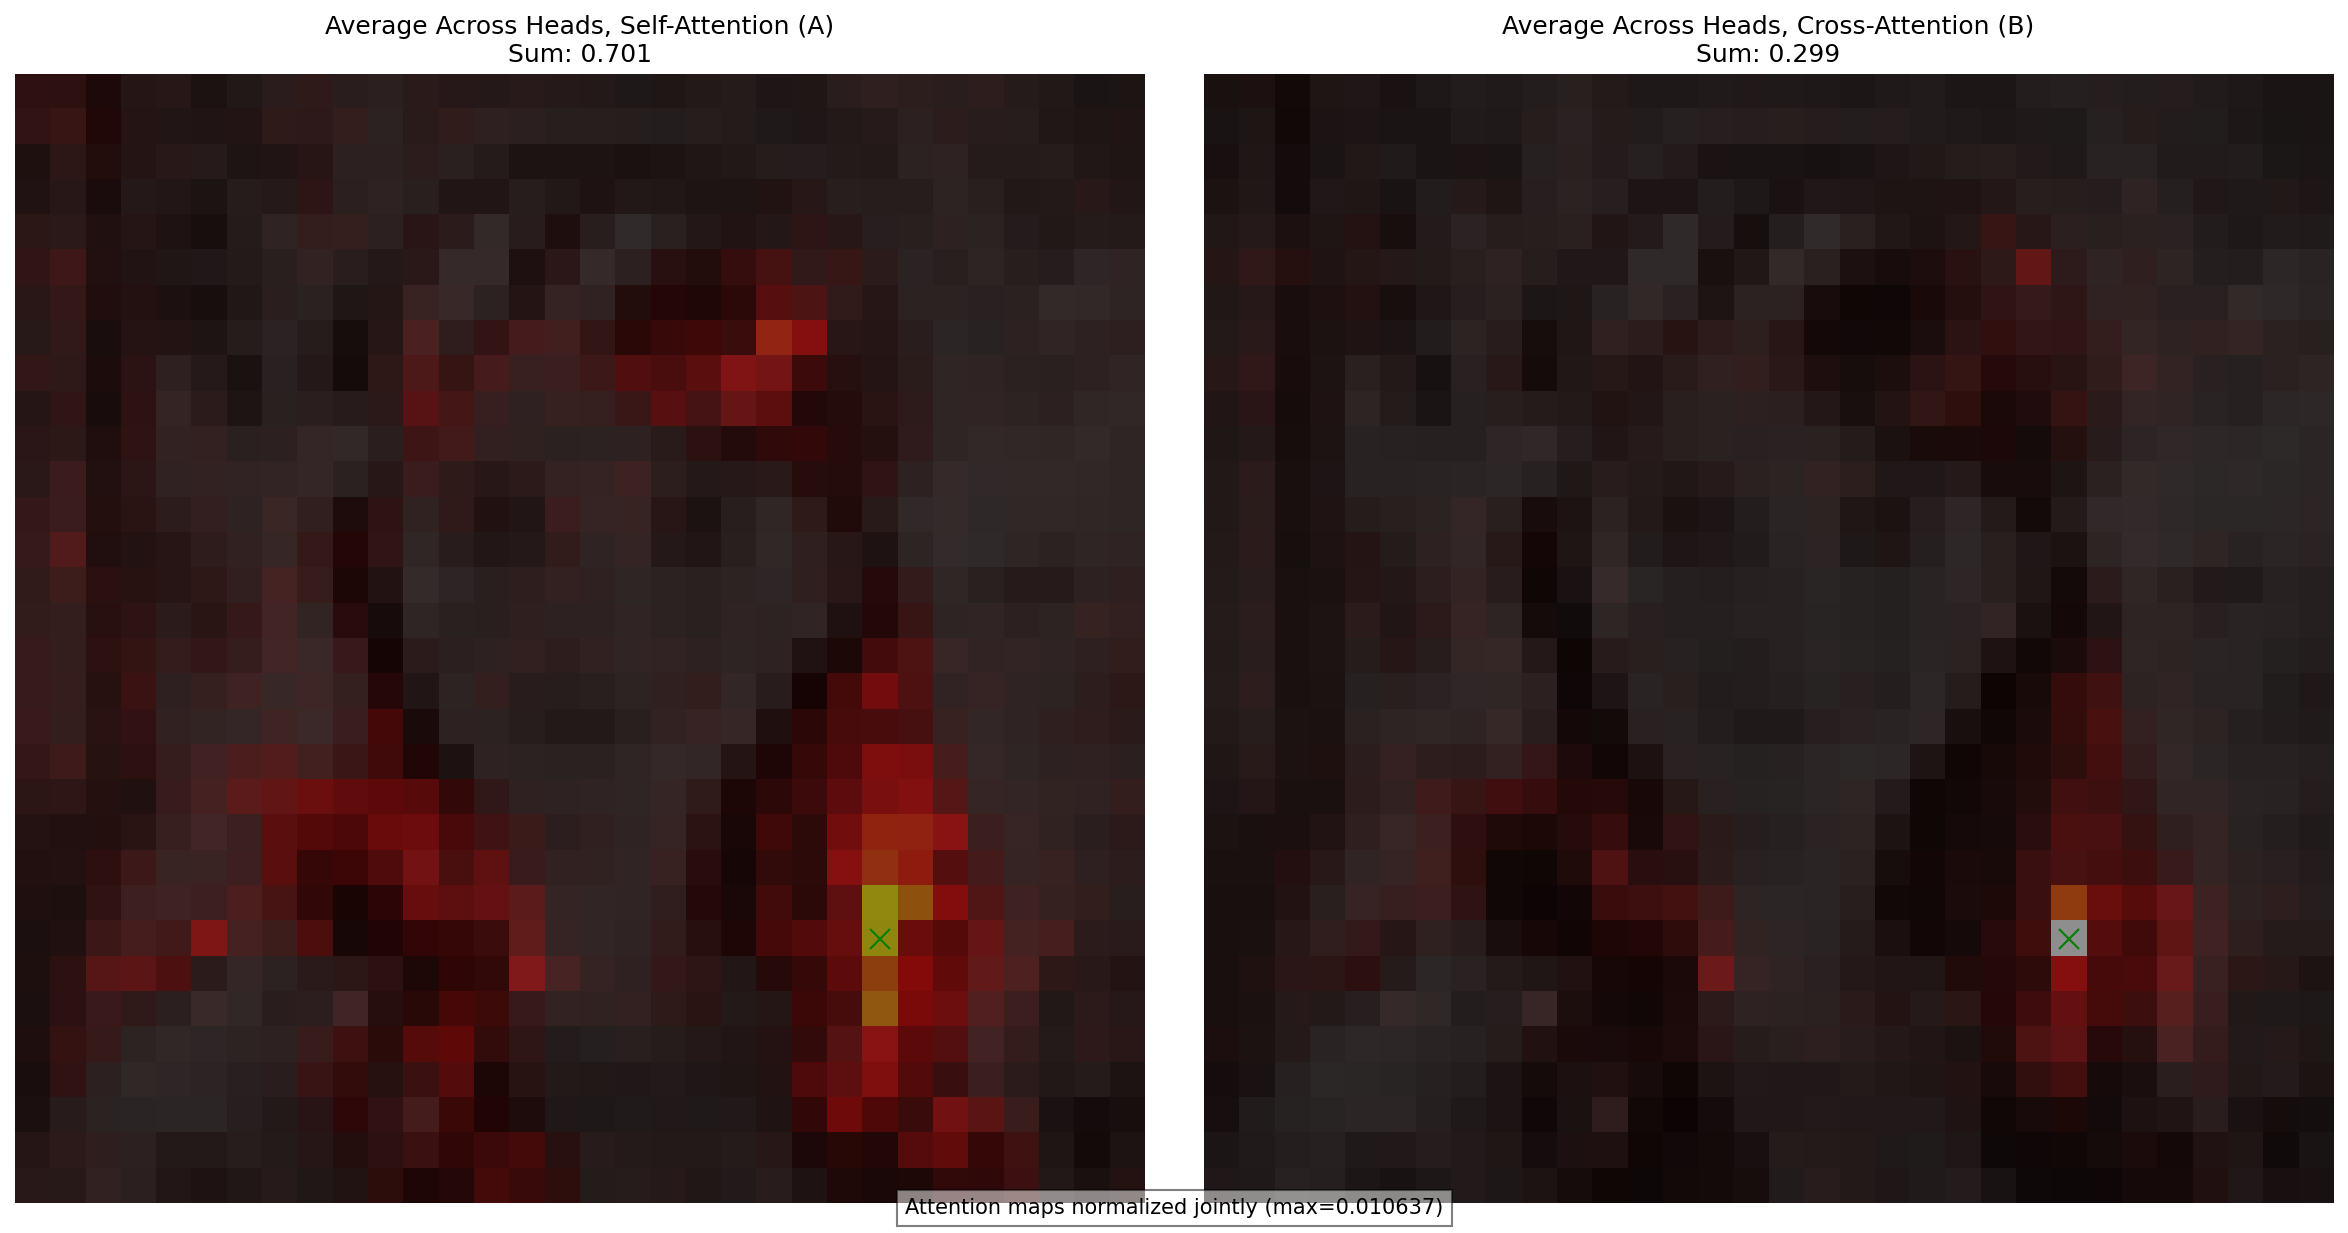 Average Across Heads, Self-Attention (A)
Sum: 0.701
Average Across Heads, Cross-Attention (B)
Sum: 0.299
Attention maps normalized jointly (max=0.010637)